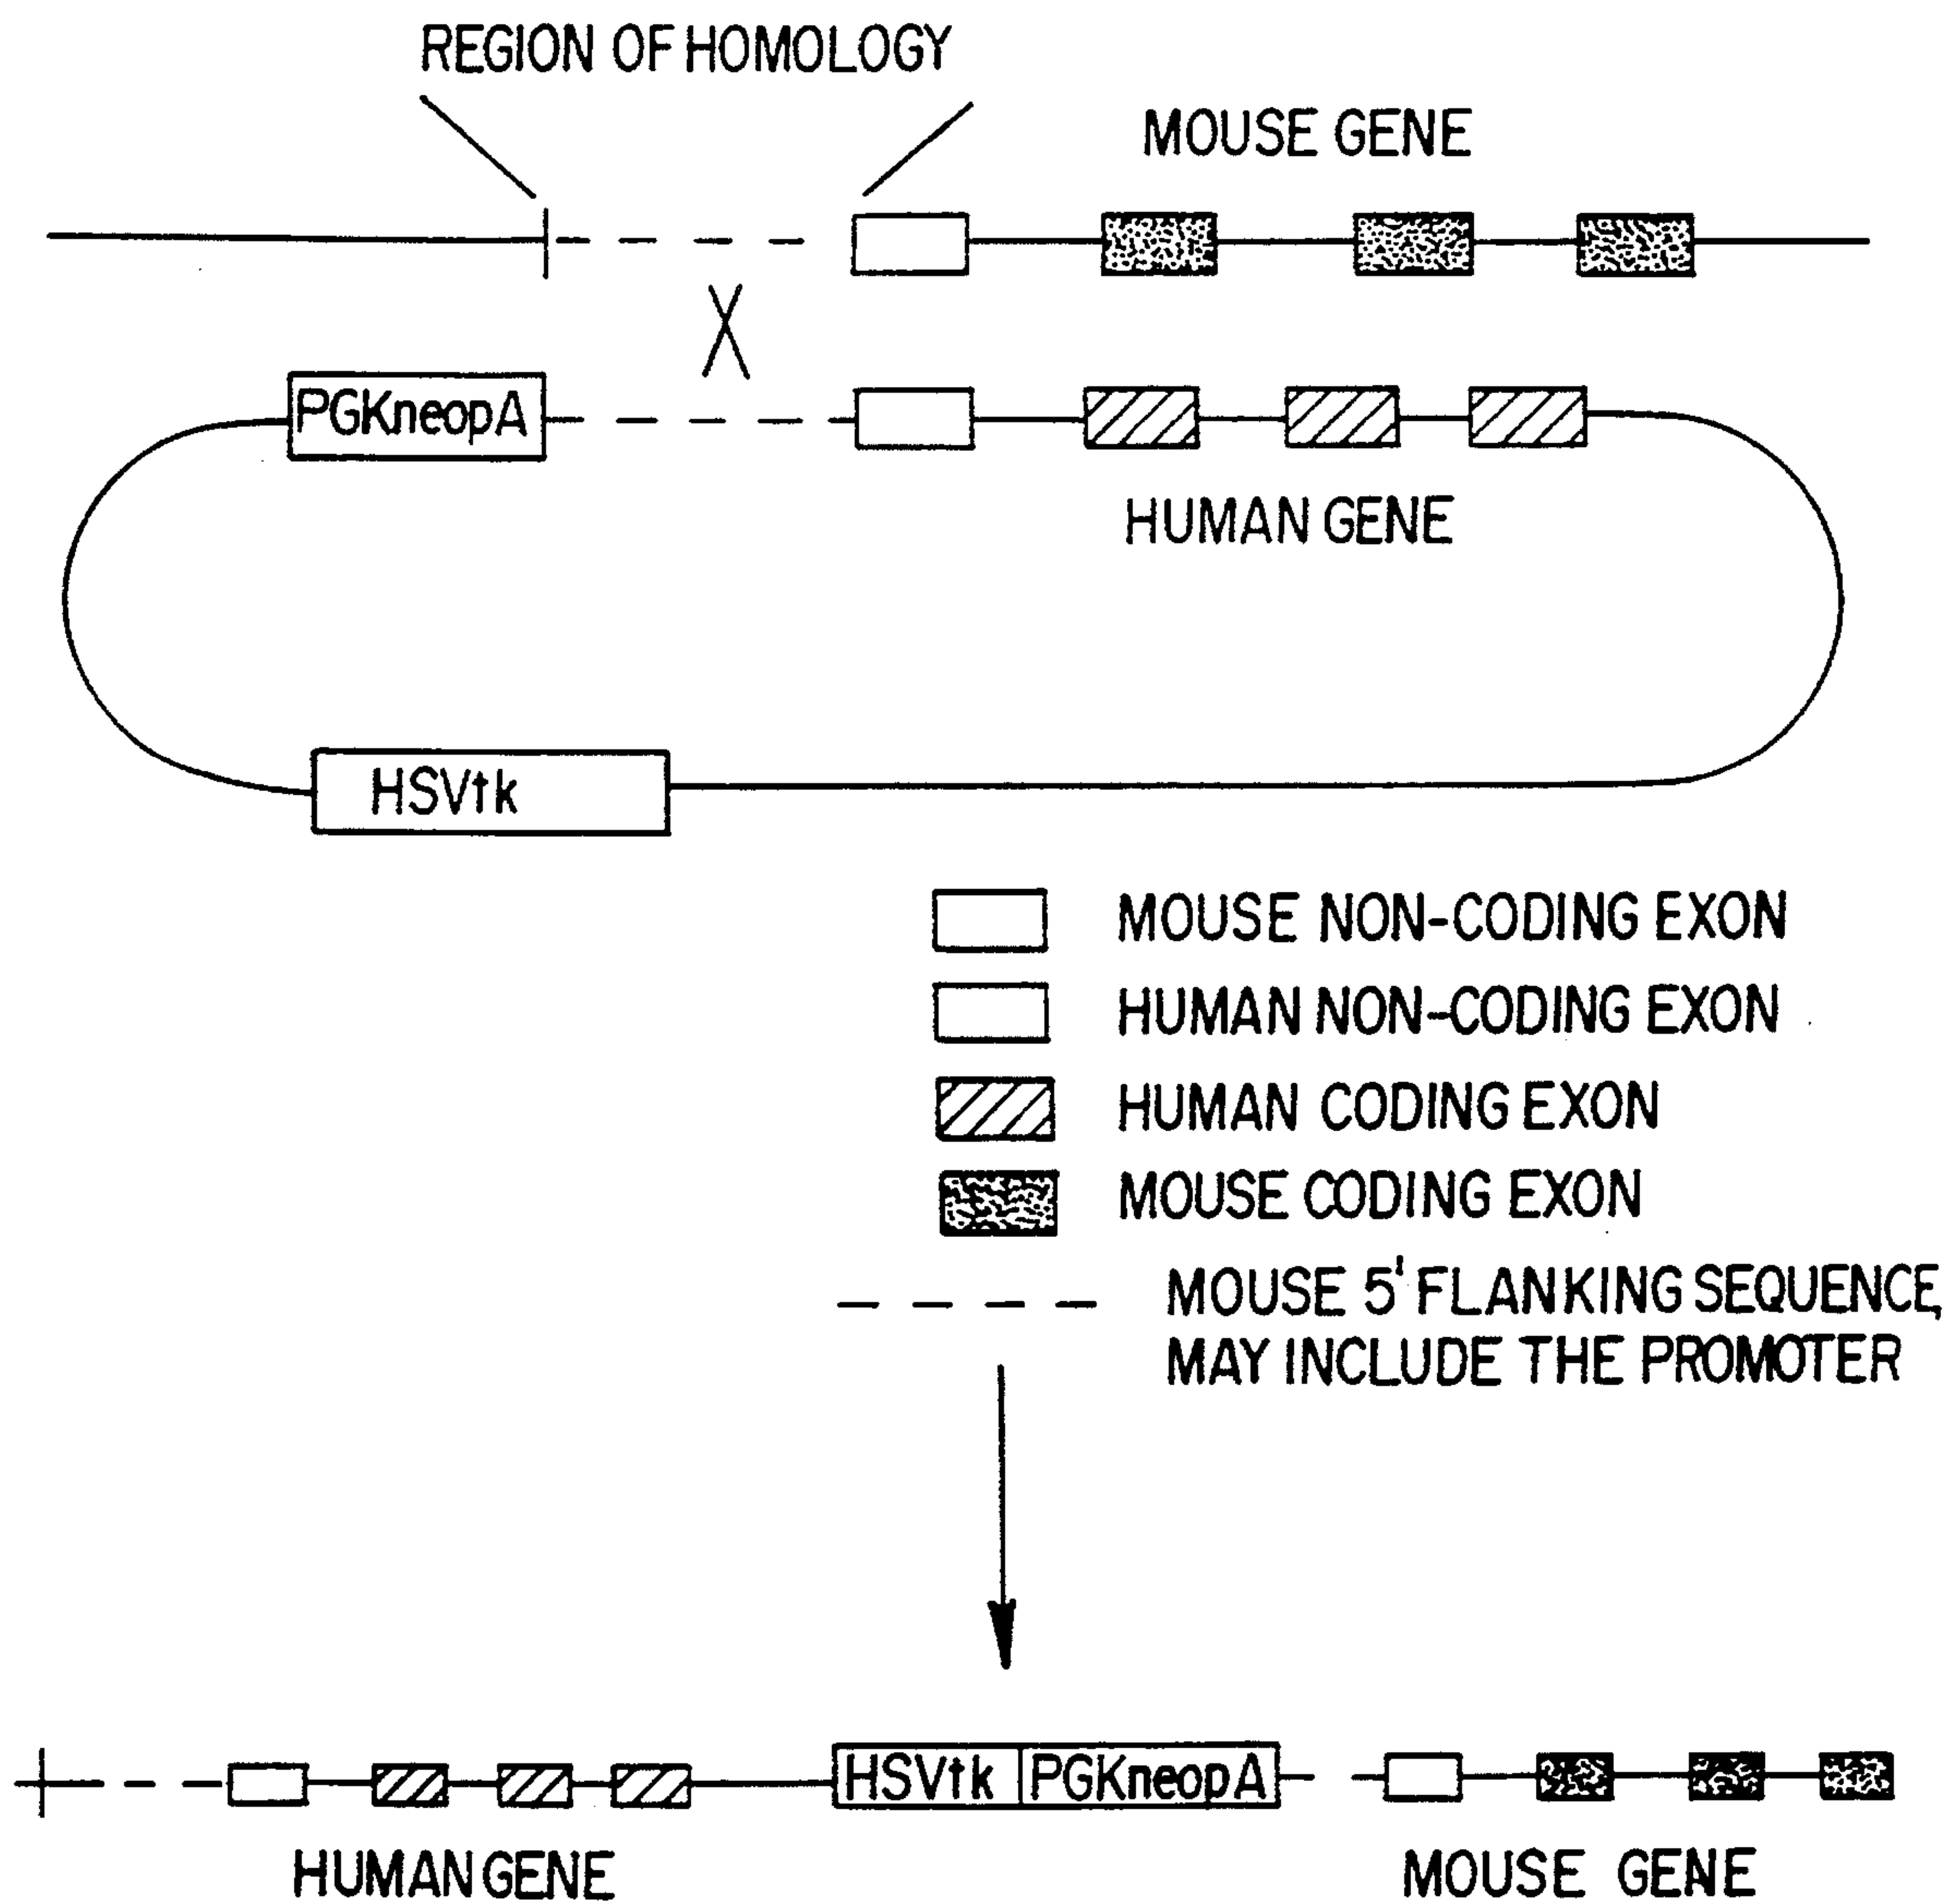 REGION OF HOMOLOGY
MOUSE GENE
PGKneopA
HUMAN GENE
HSVtk
MOUSE NON-CODING EXON
HUMAN NON-CODING EXON
HUMAN CODING EXON
MOUSE CODING EXON
MOUSE 5' FLANKING SEQUENCE,
MAY INCLUDE THE PROMOTER
HSVtk PGKneopA
HUMAN GENE
MOUSE GENE